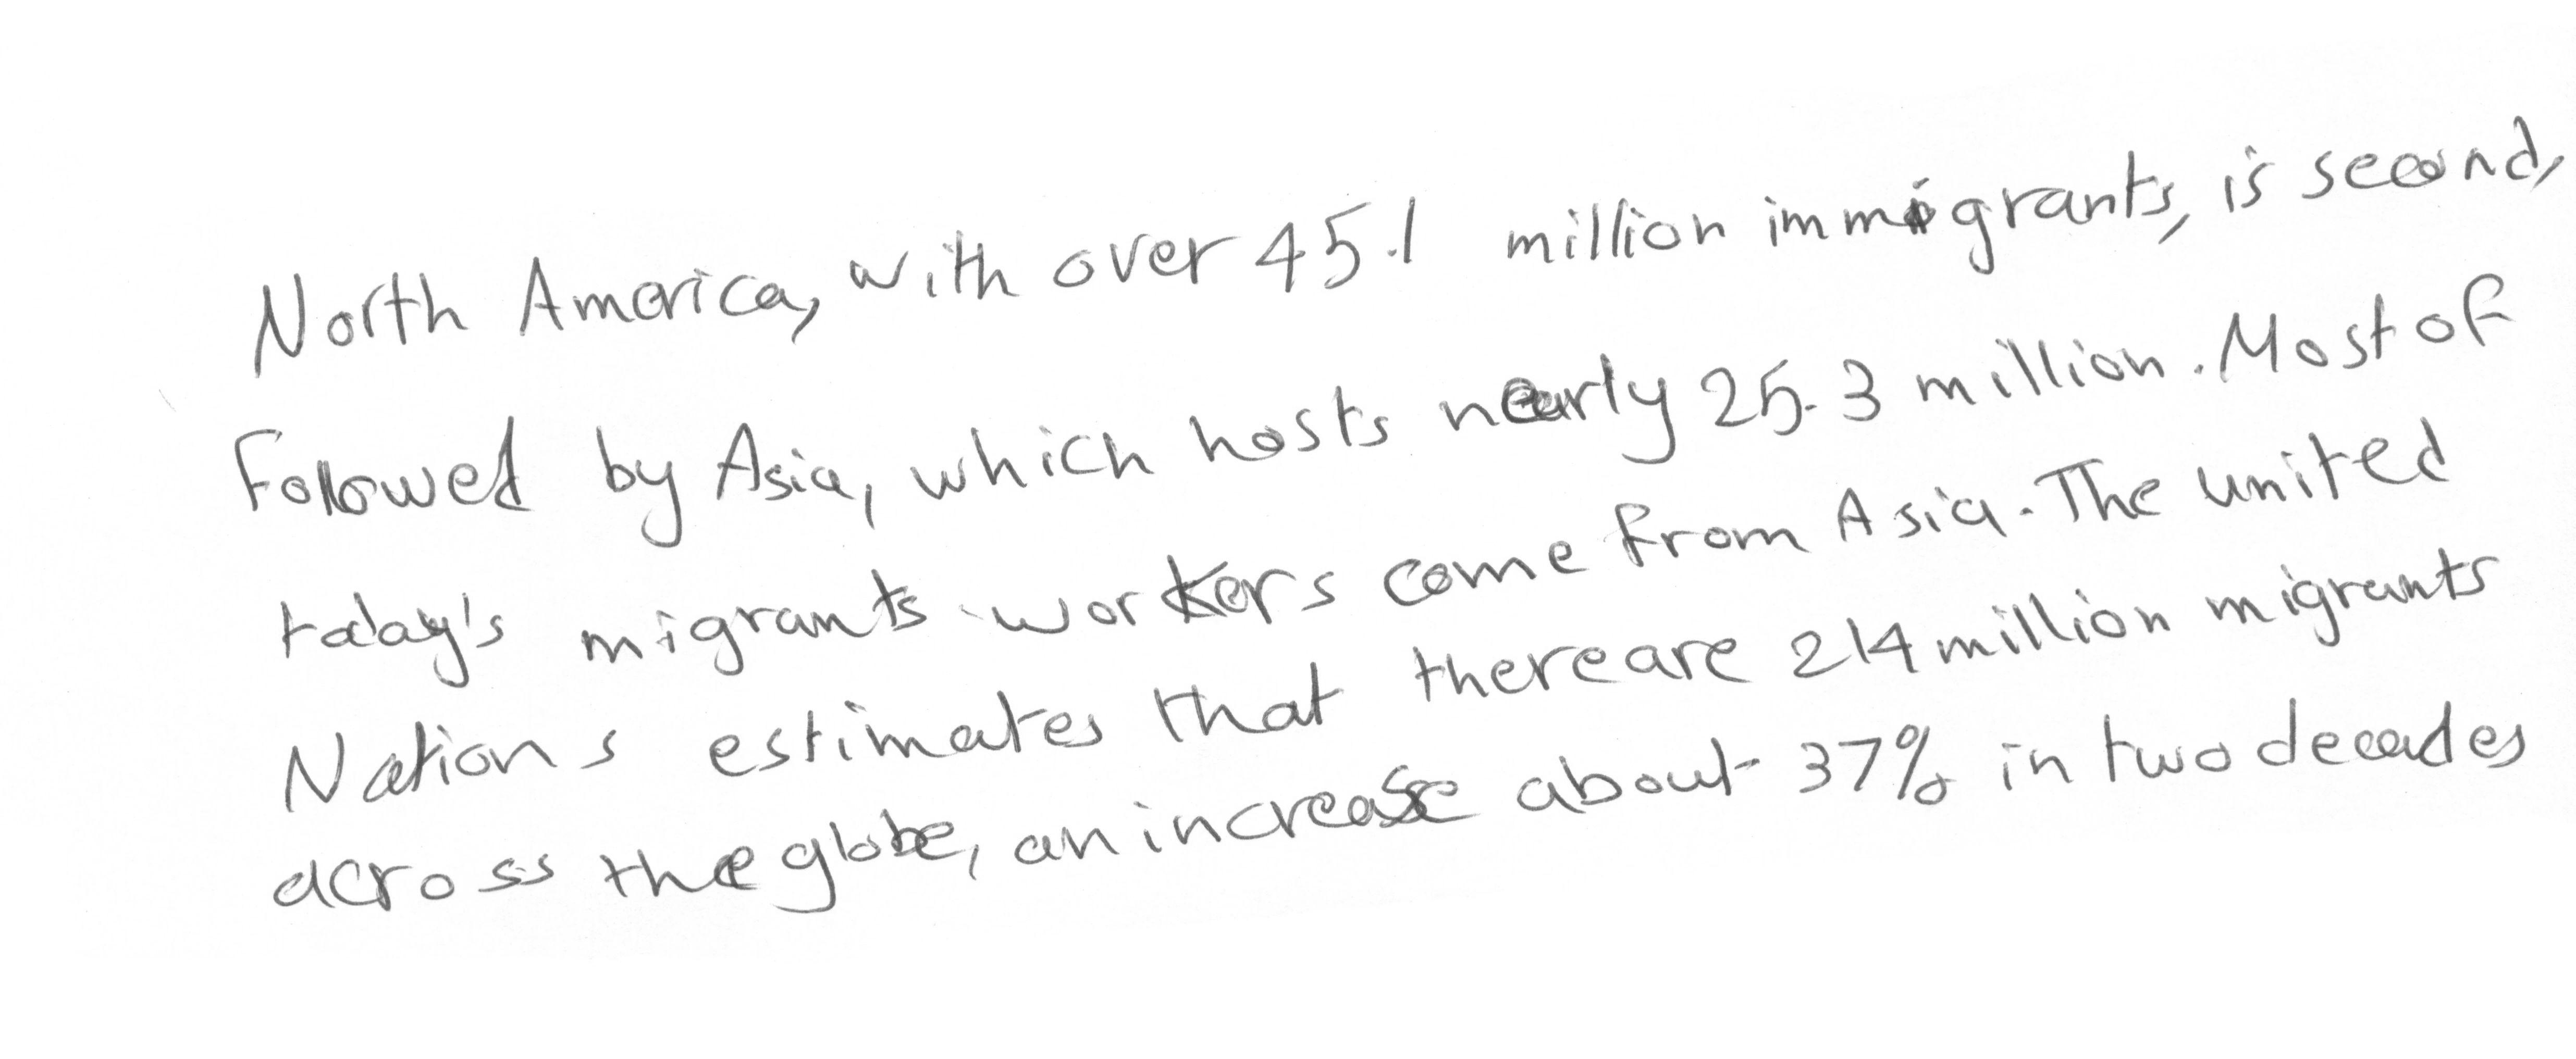 North America, with over 45.1 million immigrants, is second,
Followed by Asia, which hosts nearly 25.3 million. Most of
today's migrants workers come from Asia. The united
Nations estimates that there are 214 million migrants
across the globe, an increase about 37% in two decades